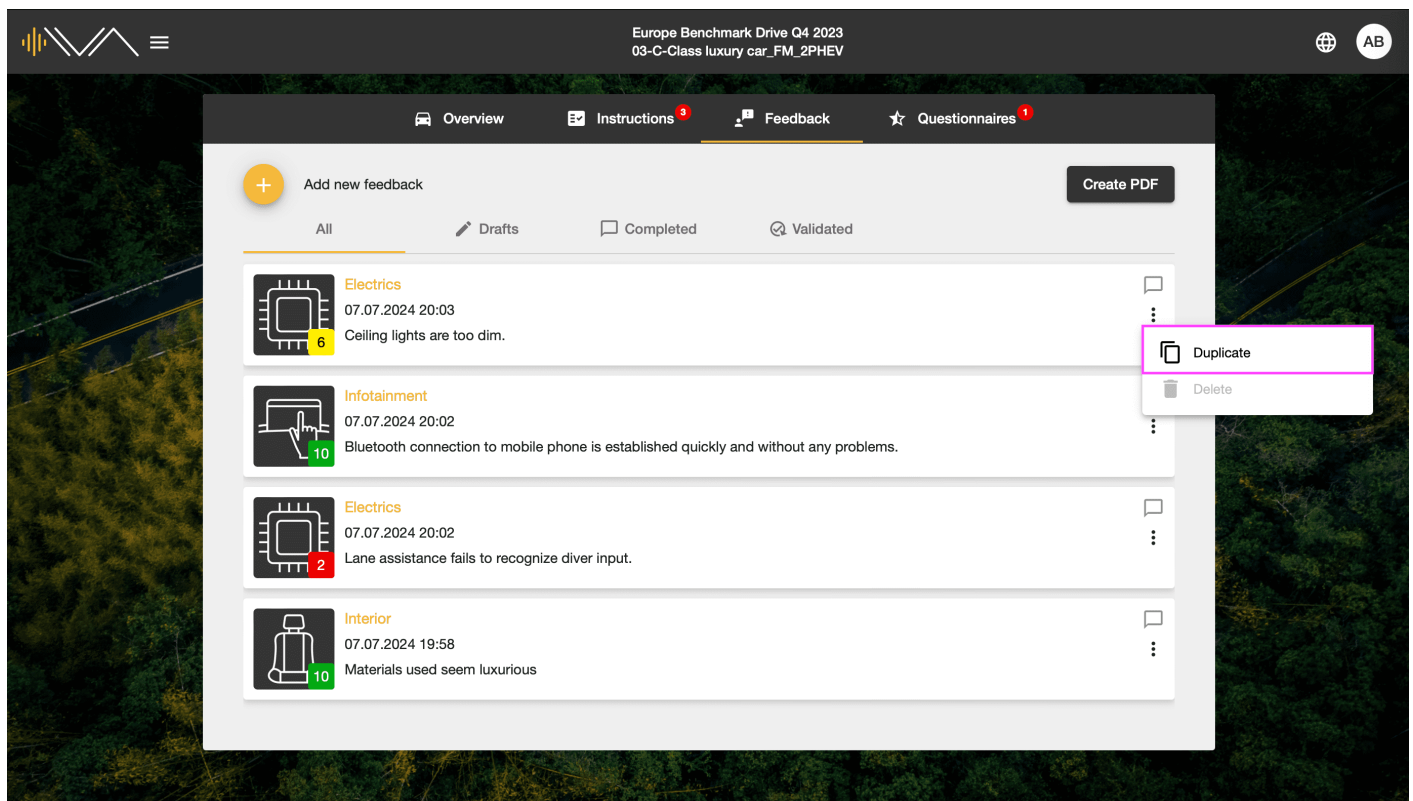 Europe Benchmark Drive Q4 2023
03-C-Class luxury car_FM_2PHEV
AB
Overview
Instructions 3
Feedback
Questionnaires 1
+ Add new feedback
Create PDF
All
Drafts
Completed
Validated
Electrics
07.07.2024 20:03
Ceiling lights are too dim.
6
Duplicate
Delete
Infotainment
07.07.2024 20:02
Bluetooth connection to mobile phone is established quickly and without any problems.
10
Electrics
07.07.2024 20:02
Lane assistance fails to recognize diver input.
2
Interior
07.07.2024 19:58
Materials used seem luxurious
10